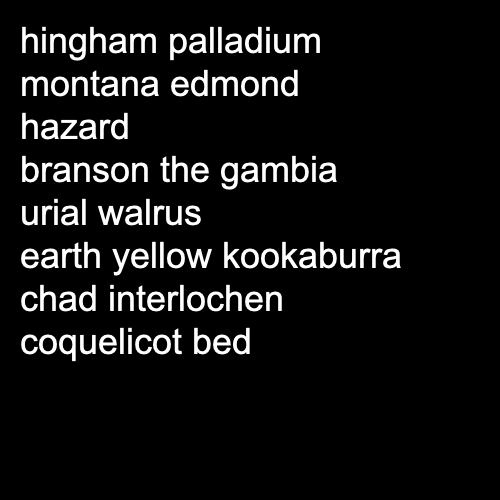 hingham palladium
montana edmond
hazard
branson the gambia
urial walrus
earth yellow kookaburra
chad interlochen
coquelicot bed